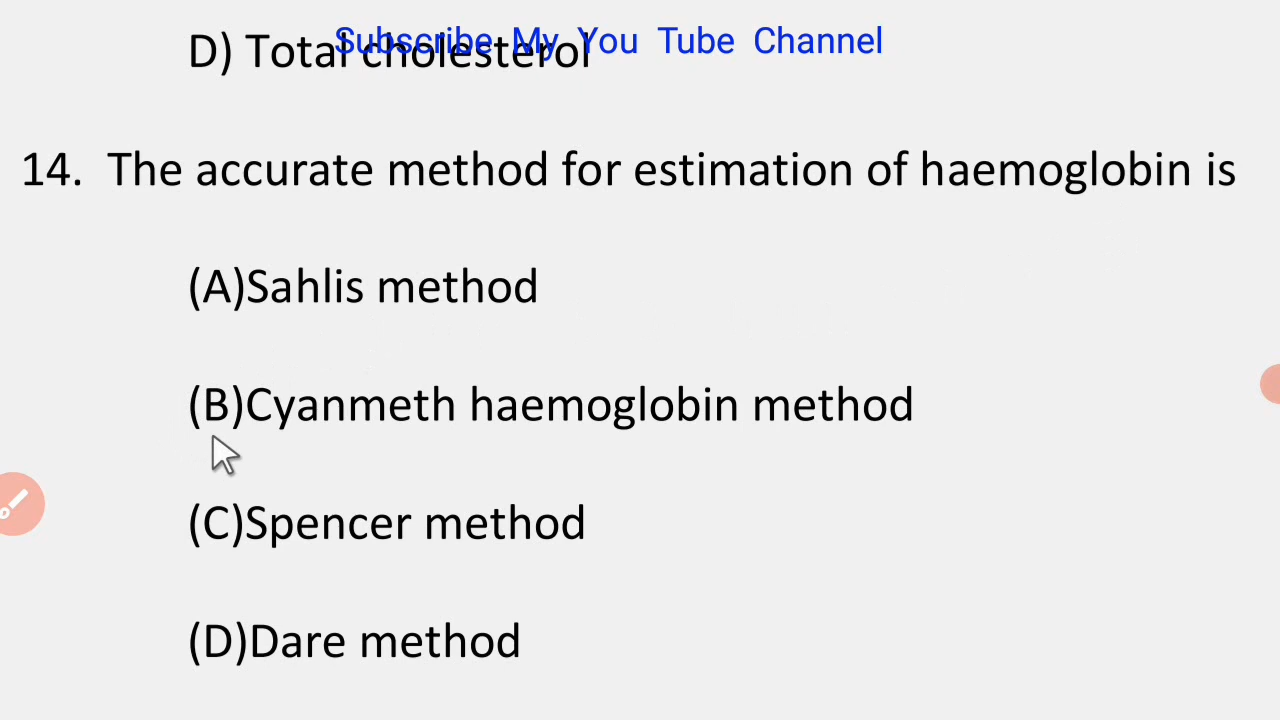 Subscribe My You Tube Channel
D) Total cholesterol
14. The accurate method for estimation of haemoglobin is
(A)Sahlis method
(B)Cyanmeth haemoglobin method
(C)Spencer method
(D)Dare method